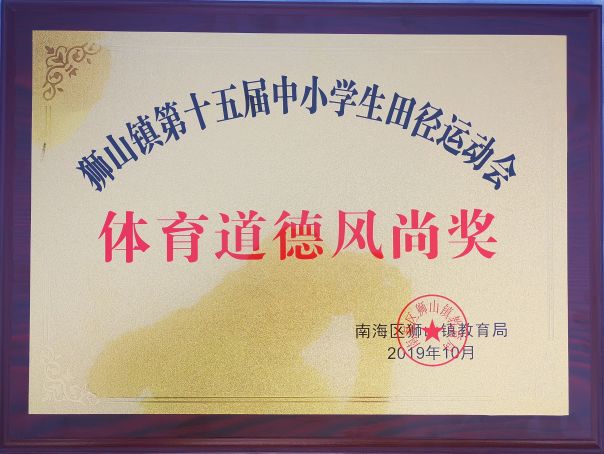 狮山镇第十五届中小学生田径运动会
体育道德风尚奖
南海区狮山镇教育局
2019年10月